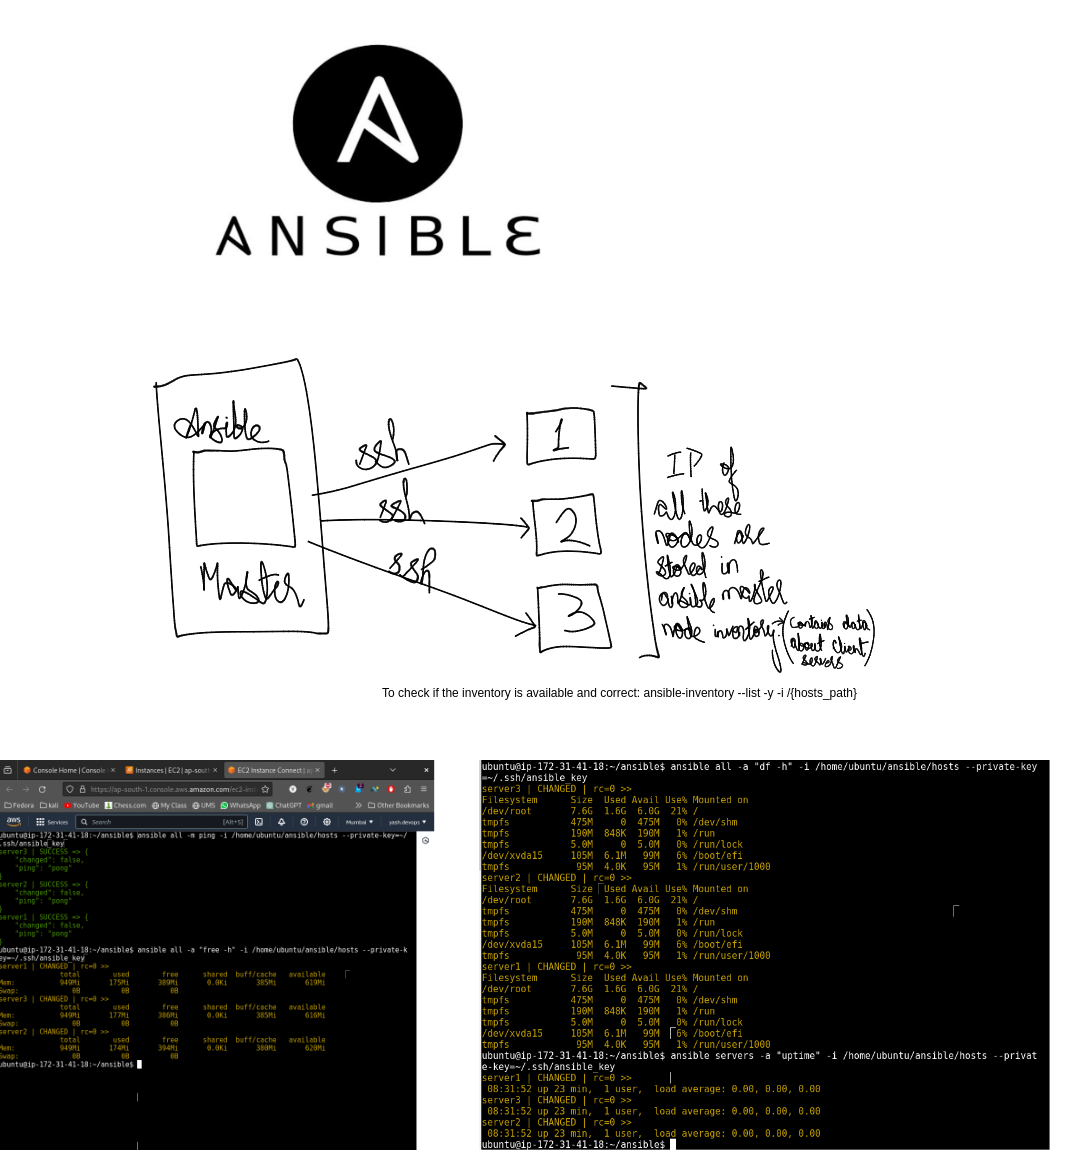 ANSIBLE
Ansible
Master
ssh
ssh
ssh
1
2
3
IP of
all these
nodes are
stored in
ansible master
node inventory.
(contains data
about client
servers)
To check if the inventory is available and correct: ansible-inventory --list -y -i /{hosts_path}
Console Home | Console
Instances | EC2 | ap-sout
EC2 Instance Connect | ap
https://ap-south-1.console.aws.amazon.com/ec2-ins
Fedora kali YouTube Chess.com My Class UMS WhatsApp ChatGPT gmail Other Bookmarks
aws Services Search [Alt+S] Mumbai yash.devops
ubuntu@ip-172-31-41-18:~/ansible$ ansible all -m ping -i /home/ubuntu/ansible/hosts --private-key=~/
.ssh/ansible_key
server3 | SUCCESS => {
"changed": false,
"ping": "pong"
}
server2 | SUCCESS => {
"changed": false,
"ping": "pong"
}
server1 | SUCCESS => {
"changed": false,
"ping": "pong"
}
ubuntu@ip-172-31-41-18:~/ansible$ ansible all -a "free -h" -i /home/ubuntu/ansible/hosts --private-k
ey=~/.ssh/ansible_key
server1 | CHANGED | rc=0 >>
total used free shared buff/cache available
Mem: 949Mi 175Mi 389Mi 0.0Ki 385Mi 619Mi
Swap: 0B 0B 0B
server3 | CHANGED | rc=0 >>
total used free shared buff/cache available
Mem: 949Mi 177Mi 386Mi 0.0Ki 385Mi 616Mi
Swap: 0B 0B 0B
server2 | CHANGED | rc=0 >>
total used free shared buff/cache available
Mem: 949Mi 174Mi 394Mi 0.0Ki 380Mi 620Mi
Swap: 0B 0B 0B
ubuntu@ip-172-31-41-18:~/ansible$
ubuntu@ip-172-31-41-18:~/ansible$ ansible all -a "df -h" -i /home/ubuntu/ansible/hosts --private-key
=~/.ssh/ansible_key
server3 | CHANGED | rc=0 >>
Filesystem Size Used Avail Use% Mounted on
/dev/root 7.6G 1.6G 6.0G 21% /
tmpfs 475M 0 475M 0% /dev/shm
tmpfs 190M 848K 190M 1% /run
tmpfs 5.0M 0 5.0M 0% /run/lock
/dev/xvda15 105M 6.1M 99M 6% /boot/efi
tmpfs 95M 4.0K 95M 1% /run/user/1000
server2 | CHANGED | rc=0 >>
Filesystem Size Used Avail Use% Mounted on
/dev/root 7.6G 1.6G 6.0G 21% /
tmpfs 475M 0 475M 0% /dev/shm
tmpfs 190M 848K 190M 1% /run
tmpfs 5.0M 0 5.0M 0% /run/lock
/dev/xvda15 105M 6.1M 99M 6% /boot/efi
tmpfs 95M 4.0K 95M 1% /run/user/1000
server1 | CHANGED | rc=0 >>
Filesystem Size Used Avail Use% Mounted on
/dev/root 7.6G 1.6G 6.0G 21% /
tmpfs 475M 0 475M 0% /dev/shm
tmpfs 190M 848K 190M 1% /run
tmpfs 5.0M 0 5.0M 0% /run/lock
/dev/xvda15 105M 6.1M 99M 6% /boot/efi
tmpfs 95M 4.0K 95M 1% /run/user/1000
ubuntu@ip-172-31-41-18:~/ansible$ ansible servers -a "uptime" -i /home/ubuntu/ansible/hosts --privat
e-key=~/.ssh/ansible_key
server1 | CHANGED | rc=0 >>
08:31:52 up 23 min, 1 user, load average: 0.00, 0.00, 0.00
server3 | CHANGED | rc=0 >>
08:31:52 up 23 min, 1 user, load average: 0.00, 0.00, 0.00
server2 | CHANGED | rc=0 >>
08:31:52 up 23 min, 1 user, load average: 0.00, 0.00, 0.00
ubuntu@ip-172-31-41-18:~/ansible$